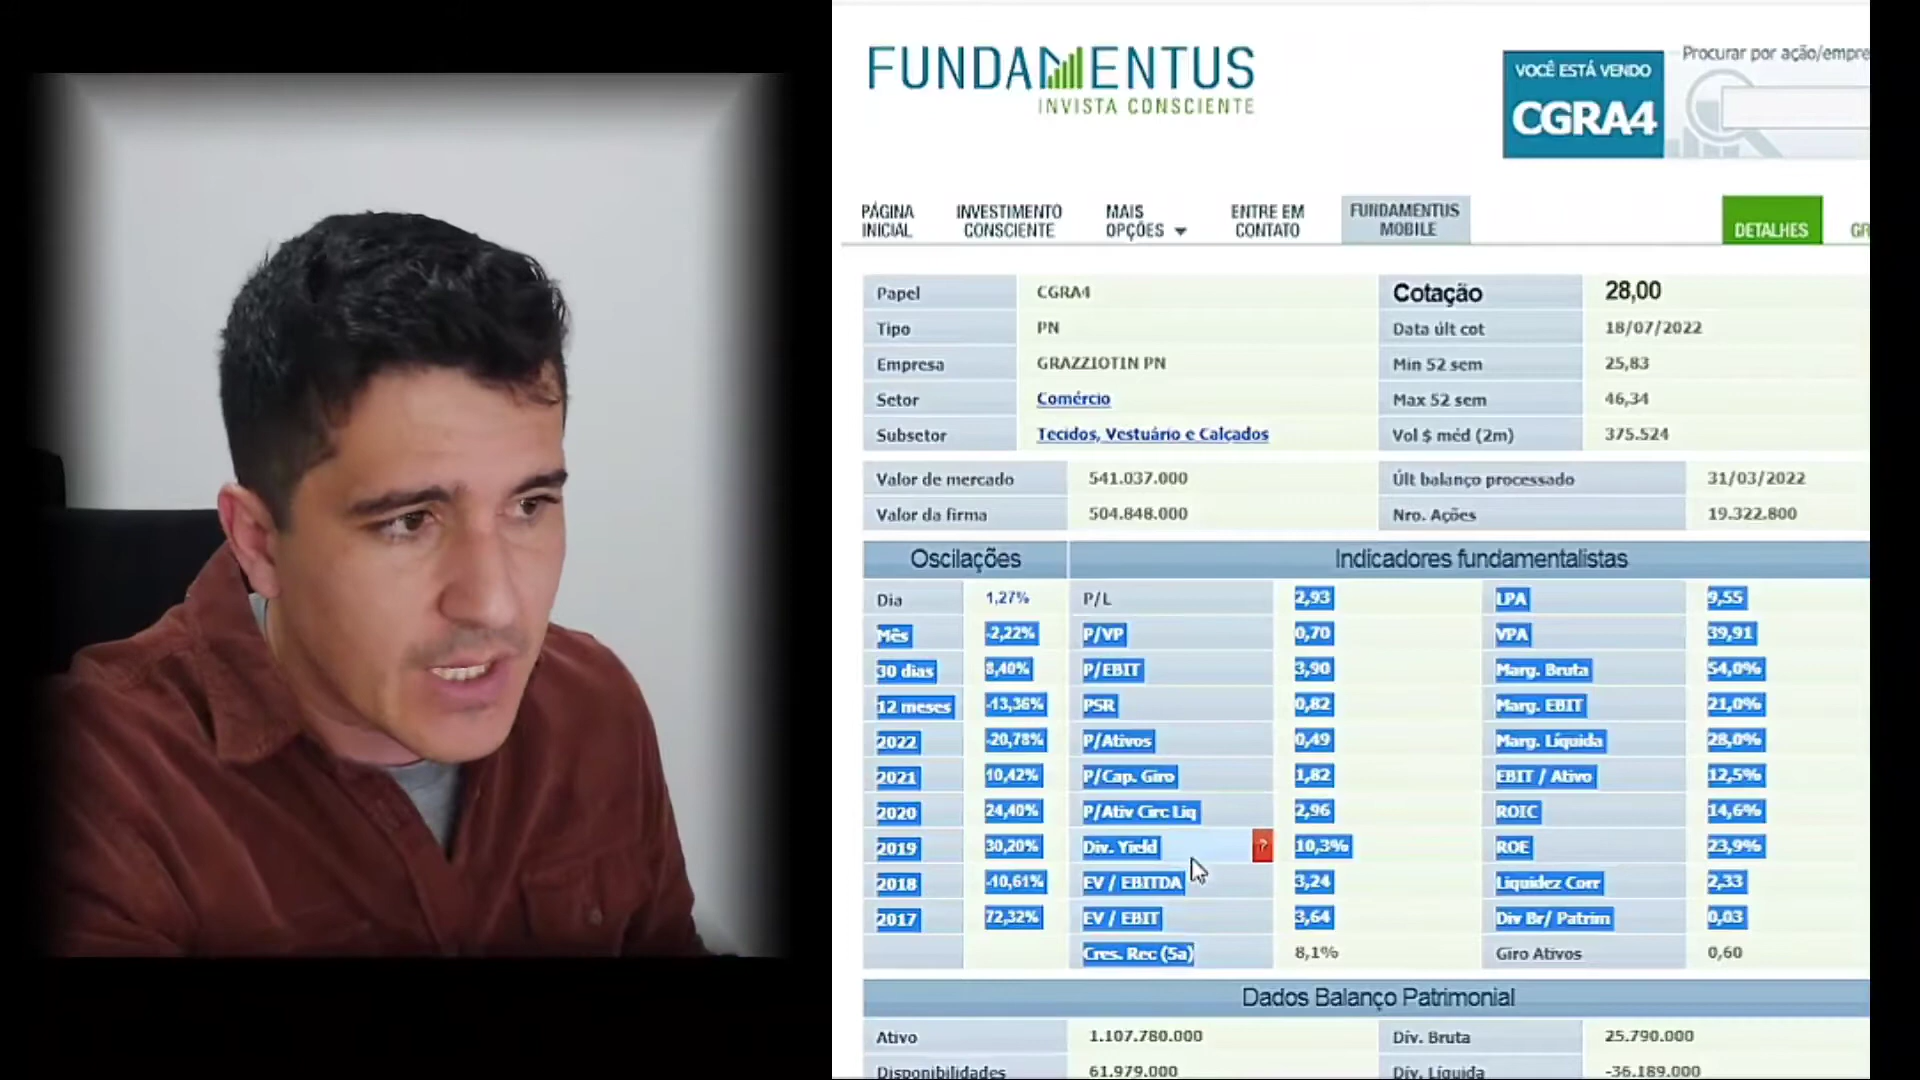 FUNDAMENTUS
INVISTA CONSCIENTE
VOCÊ ESTÁ VENDO
CGRA4
Procurar por ação/empre
PÁGINA INICIAL
INVESTIMENTO CONSCIENTE
MAIS OPÇÕES
ENTRE EM CONTATO
FUNDAMENTUS MOBILE
DETALHES
GR
Papel CGRA4 Cotação 28,00
Tipo PN Data últ cot 18/07/2022
Empresa GRAZZIOTIN PN Min 52 sem 25,83
Setor Comércio Max 52 sem 46,34
Subsetor Tecidos, Vestuário e Calçados Vol $ méd (2m) 375.524
Valor de mercado 541.037.000 Últ balanço processado 31/03/2022
Valor da firma 504.848.000 Nro. Ações 19.322.800
Oscilações Indicadores fundamentalistas
Dia 1,27% P/L 2,93 LPA 9,55
Mês -2,22% P/VP 0,70 VPA 39,91
30 dias 8,40% P/EBIT 3,90 Marg. Bruta 54,0%
12 meses -13,36% PSR 0,82 Marg. EBIT 21,0%
2022 -20,78% P/Ativos 0,49 Marg. Líquida 28,0%
2021 10,42% P/Cap. Giro 1,82 EBIT / Ativo 12,5%
2020 24,40% P/Ativ Circ Liq 2,96 ROIC 14,6%
2019 30,20% Div. Yield ? 10,3% ROE 23,9%
2018 -10,61% EV / EBITDA 3,24 Liquidez Corr 2,33
2017 72,32% EV / EBIT 3,64 Div Br/ Patrim 0,03
Cres. Rec (5a) 8,1% Giro Ativos 0,60
Dados Balanço Patrimonial
Ativo 1.107.780.000 Dív. Bruta 25.790.000
Disponibilidades 61.979.000 Dív. Líquida -36.189.000